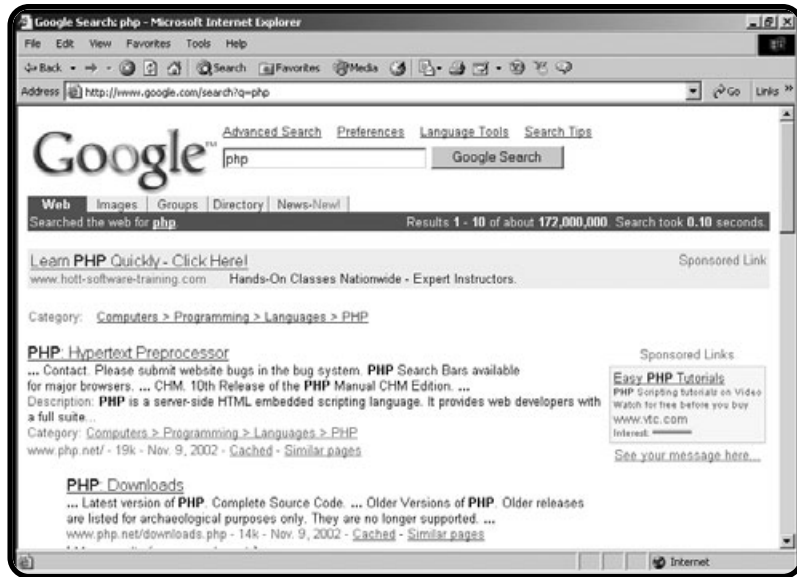 Google Search: php - Microsoft Internet Explorer
File Edit View Favorites Tools Help
Back Search Favorites Media
Address http://www.google.com/search?q=php Go Links »
Advanced Search Preferences Language Tools Search Tips
Google™ php Google Search
Web Images Groups Directory News-New!
Searched the web for php Results 1 - 10 of about 172,000,000. Search took 0.10 seconds.
Learn PHP Quickly - Click Here! Sponsored Link
www.hott-software-training.com Hands-On Classes Nationwide - Expert Instructors.
Category: Computers > Programming > Languages > PHP
PHP: Hypertext Preprocessor
... Contact. Please submit website bugs in the bug system. PHP Search Bars available
for major browsers. ... CHM. 10th Release of the PHP Manual CHM Edition. ...
Description: PHP is a server-side HTML embedded scripting language. It provides web developers with
a full suite...
Category: Computers > Programming > Languages > PHP
www.php.net/ - 19k - Nov. 9, 2002 - Cached - Similar pages
Sponsored Links
Easy PHP Tutorials
PHP Scripting tutorials on Video
Watch for free before you buy
www.vtc.com
Interest:
See your message here...
PHP: Downloads
... Latest version of PHP. Complete Source Code. ... Older Versions of PHP. Older releases
are listed for archaeological purposes only. They are no longer supported. ...
www.php.net/downloads.php - 14k - Nov. 9, 2002 - Cached - Similar pages
Internet